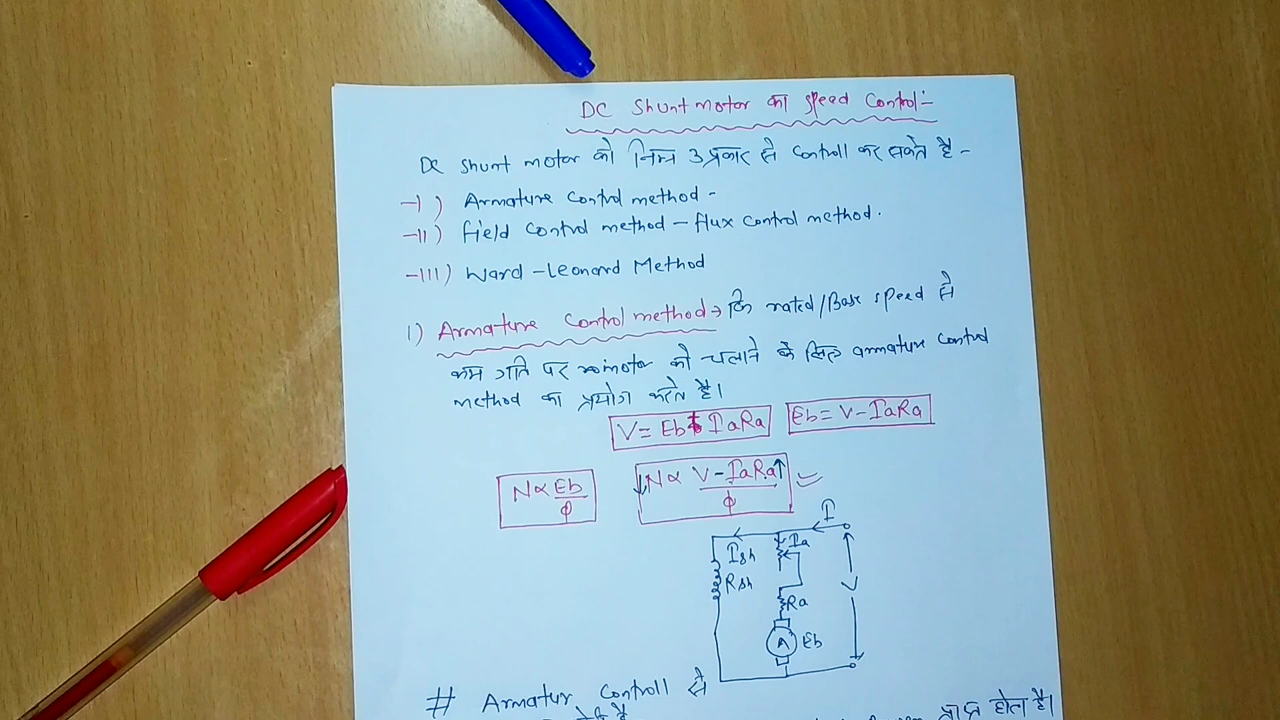 DC Shunt motor का speed Control:-
DC shunt motor को निम्न 3 प्रकार से controll कर सकते है -
-I) Armature Control method -
-II) field Control method - flux Control method.
-III) Ward - Leonard Method
1) Armature Control method → कि rated/Base speed से
कम गति पर motor को चलाने के लिए armature control
method का प्रयोग करते है।
V = Eb + IaRa Eb = V - IaRa
N ∝ Eb/φ ↓N ∝ V - IaRa↑/φ
I
Ish Ia
Rsh
V
Ra
A Eb
# Armatur Controll से
प्राप्त होता है।